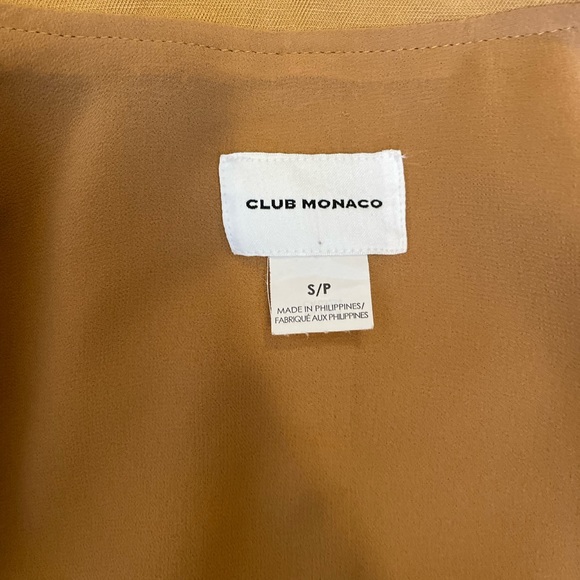 CLUB MONACO
S/P
MADE IN PHILIPPINES/
FABRIQUÉ AUX PHILIPPINES